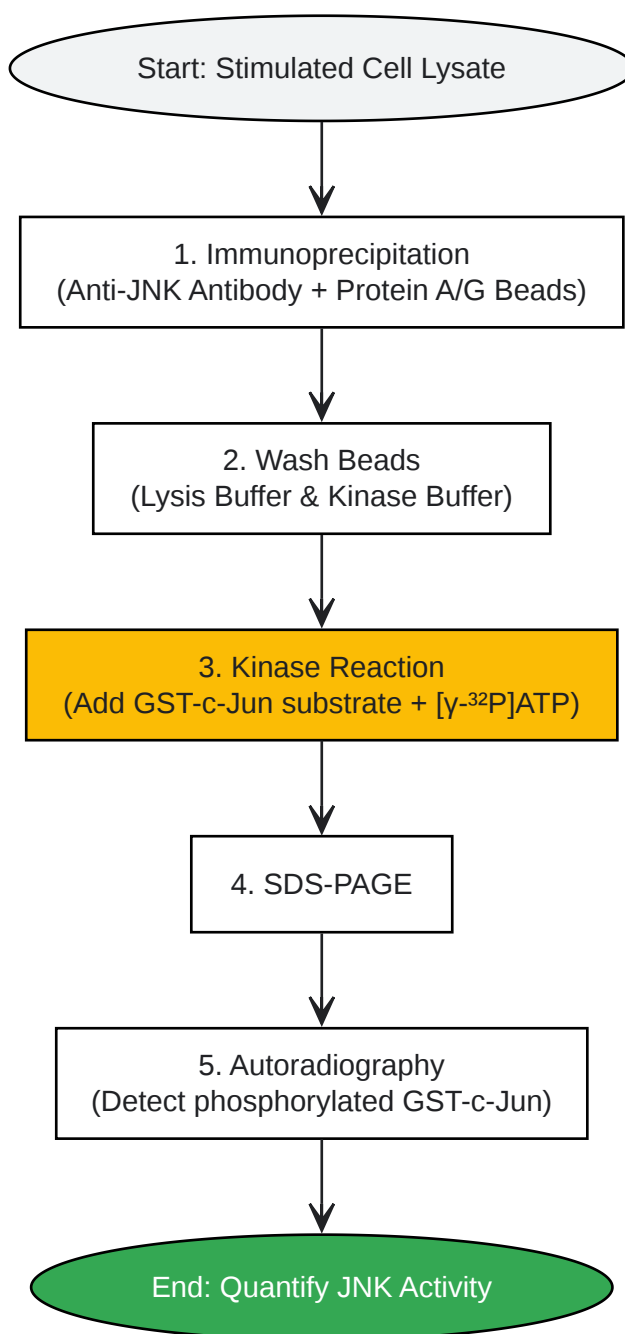 Start: Stimulated Cell Lysate
1. Immunoprecipitation
(Anti-JNK Antibody + Protein A/G Beads)
2. Wash Beads
(Lysis Buffer & Kinase Buffer)
3. Kinase Reaction
(Add GST-c-Jun substrate + [γ-³²P]ATP)
4. SDS-PAGE
5. Autoradiography
(Detect phosphorylated GST-c-Jun)
End: Quantify JNK Activity